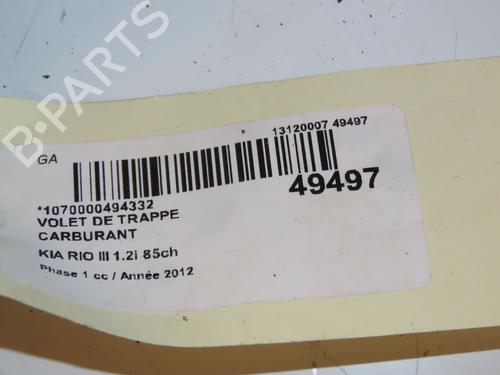 B-PARTS
GA
13120007 49497
49497
*1070000494332
VOLET DE TRAPPE
CARBURANT
KIA RIO III 1.2i 85ch
Phase 1 cc / Année 2012